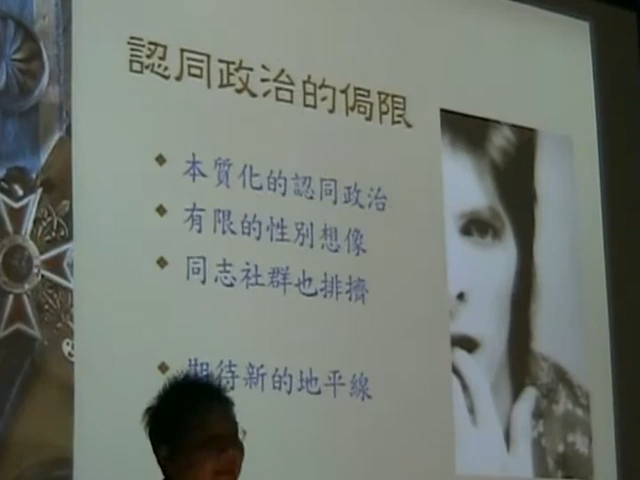 認同政治的侷限
本質化的認同政治
有限的性別想像
同志社群也排擠
期待新的地平線